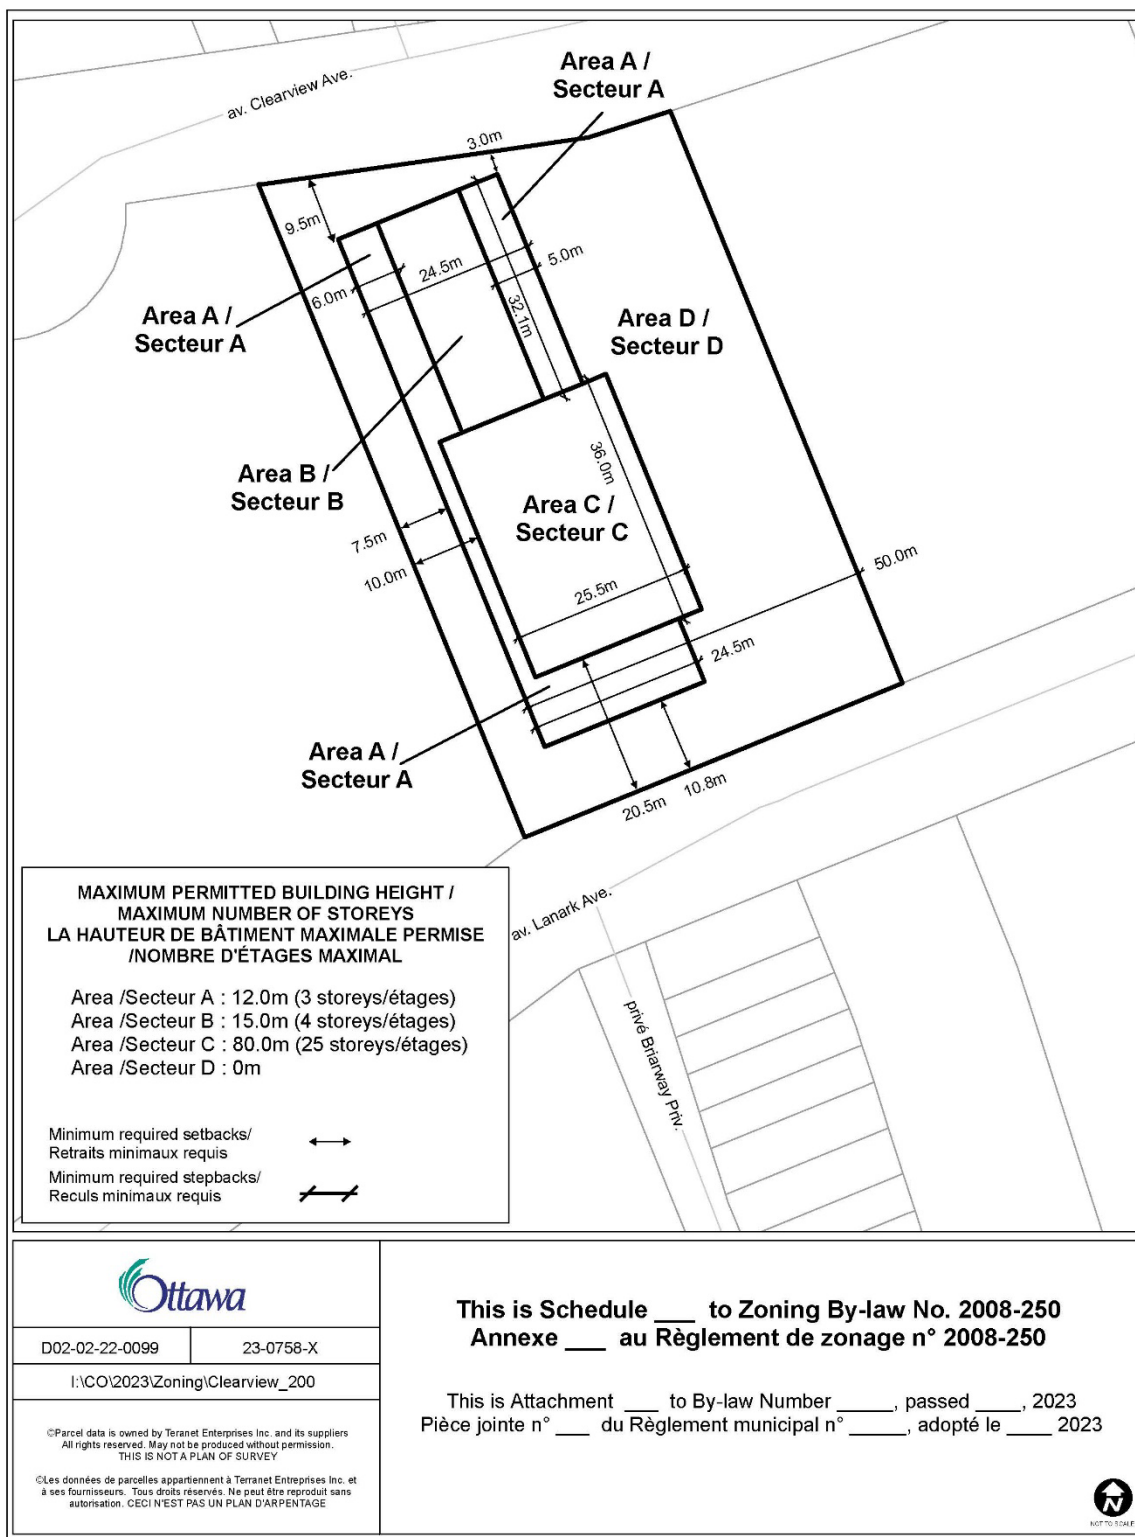 Area A /
Secteur A
av. Clearview Ave.
3.0m
9.5m
24.5m
5.0m
6.0m
32.1m
Area A /
Secteur A
Area D /
Secteur D
Area B /
Secteur B
36.0m
Area C /
Secteur C
7.5m
10.0m
25.5m
50.0m
24.5m
Area A /
Secteur A
20.5m
10.8m
av. Lanark Ave.
privé Briarway Priv.
MAXIMUM PERMITTED BUILDING HEIGHT /
MAXIMUM NUMBER OF STOREYS
LA HAUTEUR DE BÂTIMENT MAXIMALE PERMISE
/NOMBRE D'ÉTAGES MAXIMAL
Area /Secteur A : 12.0m (3 storeys/étages)
Area /Secteur B : 15.0m (4 storeys/étages)
Area /Secteur C : 80.0m (25 storeys/étages)
Area /Secteur D : 0m
Minimum required setbacks/
Retraits minimaux requis
Minimum required stepbacks/
Reculs minimaux requis
Ottawa
D02-02-22-0099
23-0758-X
I:\CO\2023\Zoning\Clearview_200
©Parcel data is owned by Teranet Enterprises Inc. and its suppliers
All rights reserved. May not be produced without permission.
THIS IS NOT A PLAN OF SURVEY
©Les données de parcelles appartiennent à Terranet Entreprises Inc. et
à ses fournisseurs. Tous droits réservés. Ne peut être reproduit sans
autorisation. CECI N'EST PAS UN PLAN D'ARPENTAGE
This is Schedule ___ to Zoning By-law No. 2008-250
Annexe ___ au Règlement de zonage n° 2008-250
This is Attachment ___ to By-law Number _____, passed ____, 2023
Pièce jointe n° ___ du Règlement municipal n° _____, adopté le ____ 2023
N
NOT TO SCALE